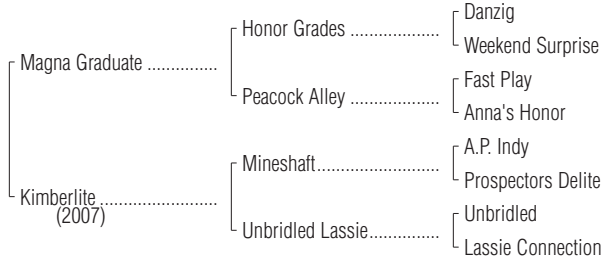 Danzig
Honor Grades ..................
Weekend Surprise
Magna Graduate ..............
Fast Play
Peacock Alley ..................
Anna's Honor
A.P. Indy
Mineshaft.........................
Prospectors Delite
Kimberlite ........................
(2007)
Unbridled
Unbridled Lassie..............
Lassie Connection